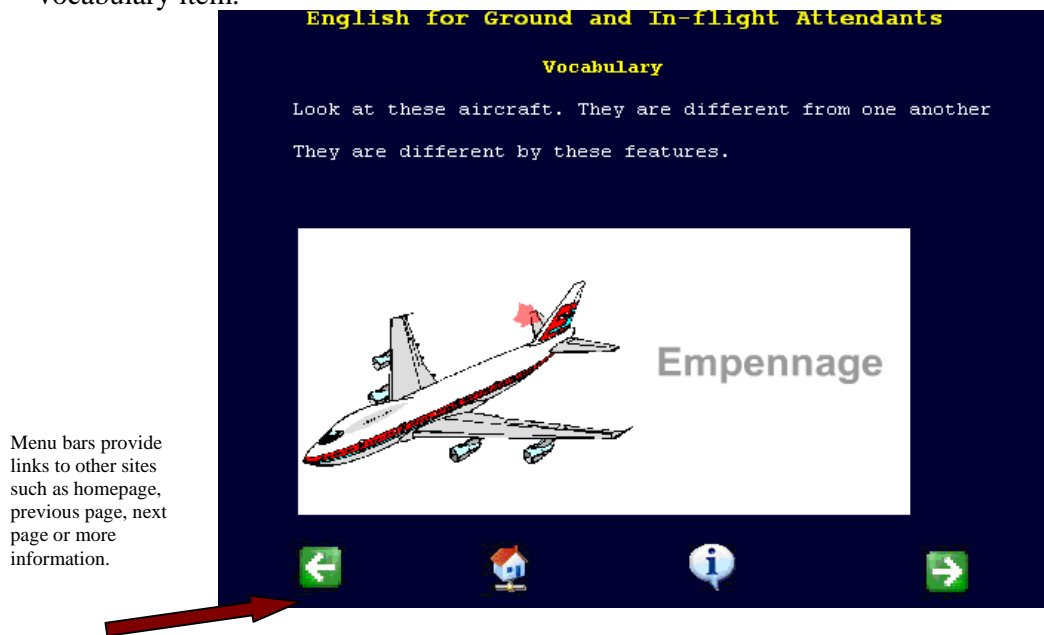 vocabulary item.
English for Ground and In-flight Attendants
Vocabulary
Look at these aircraft. They are different from one another
They are different by these features.
Empennage
Menu bars provide
links to other sites
such as homepage,
previous page, next
page or more
information.